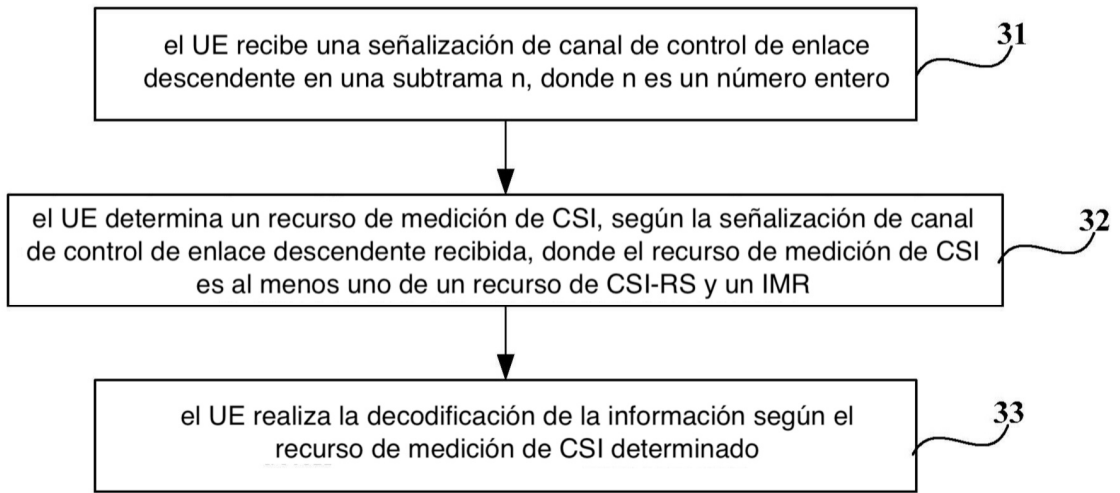 el UE recibe una señalización de canal de control de enlace
descendente en una subtrama n, donde n es un número entero
31
el UE determina un recurso de medición de CSI, según la señalización de canal
de control de enlace descendente recibida, donde el recurso de medición de CSI
es al menos uno de un recurso de CSI-RS y un IMR
32
el UE realiza la decodificación de la información según el
recurso de medición de CSI determinado
33